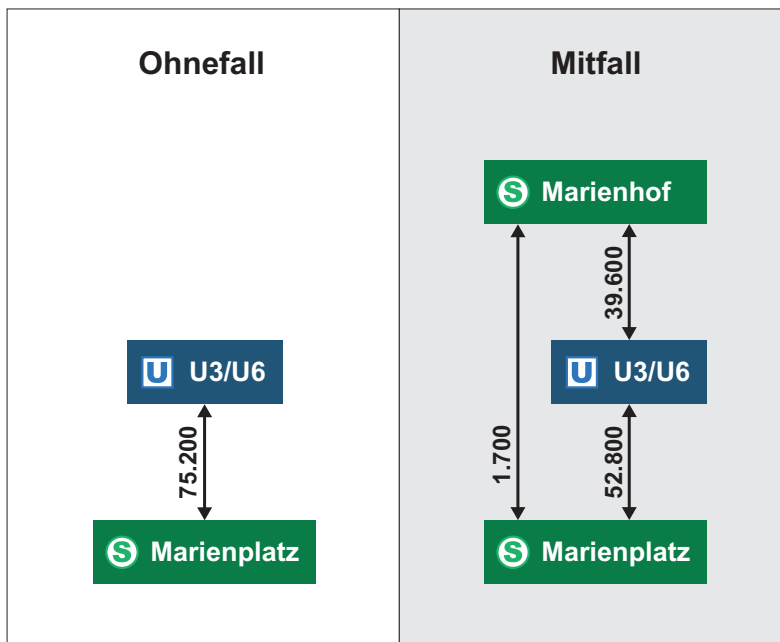 Ohnefall
U U3/U6
75.200
S Marienplatz
Mitfall
S Marienhof
39.600
1.700
U U3/U6
52.800
S Marienplatz